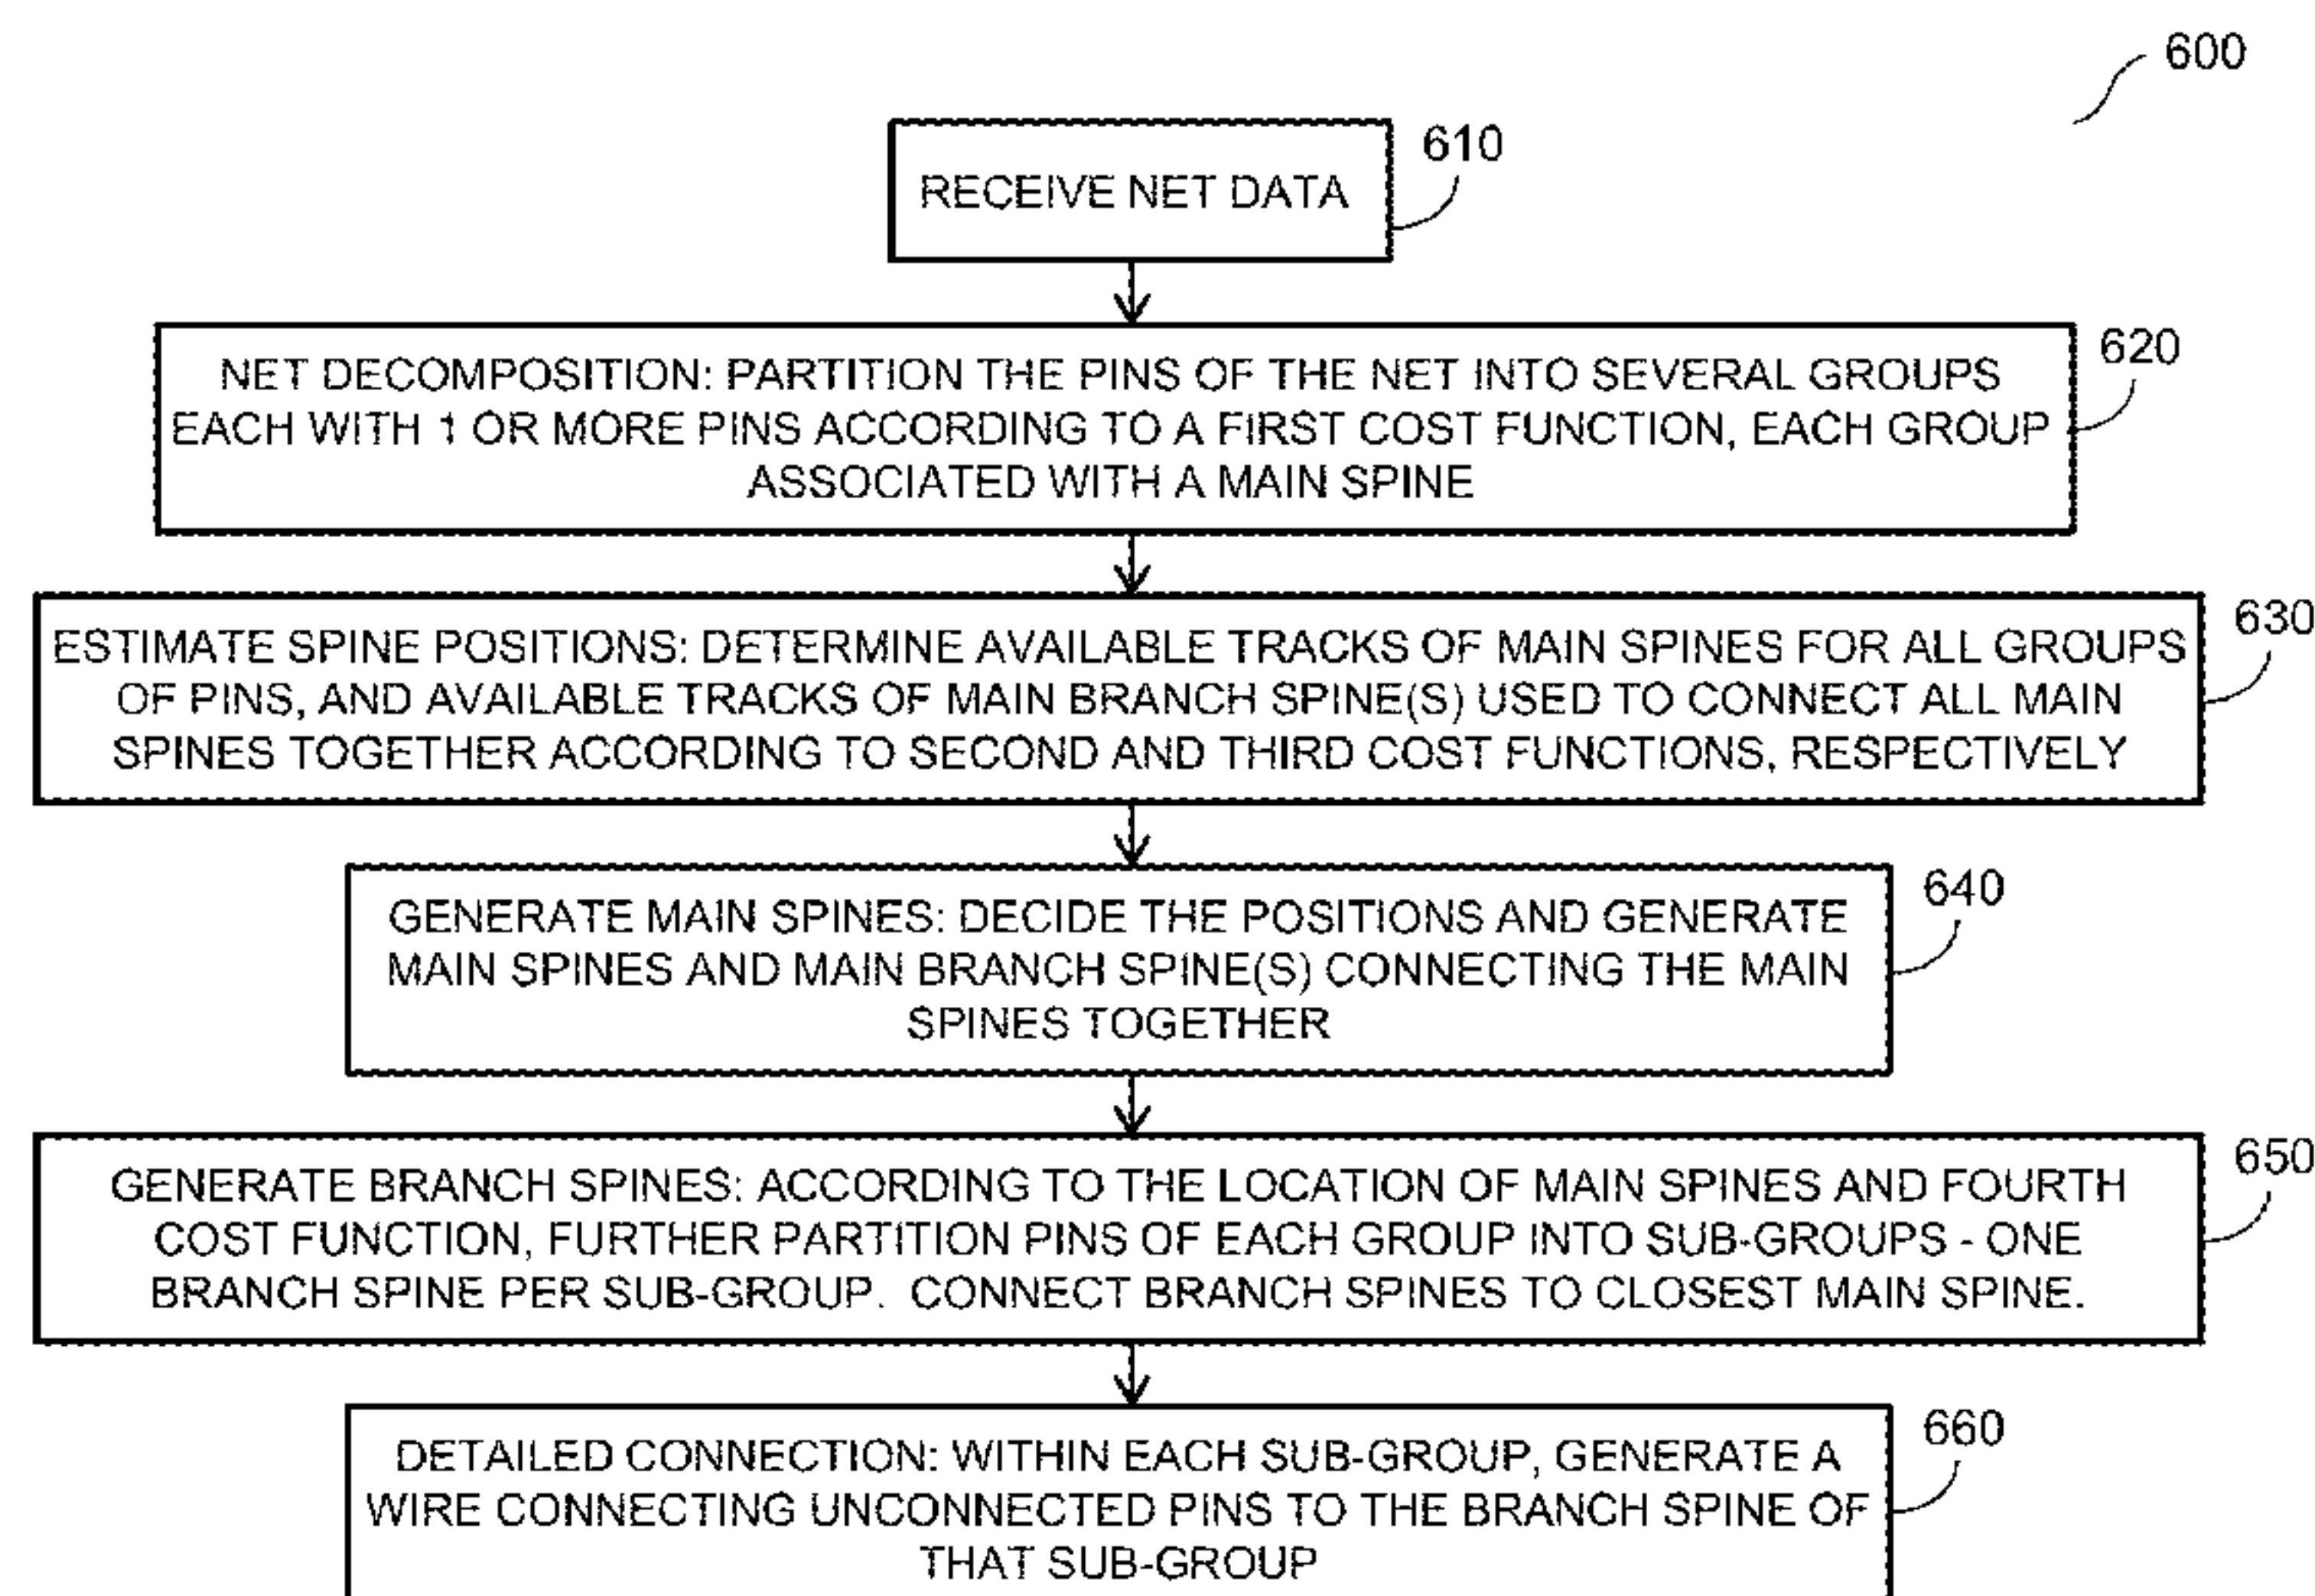 600
610
RECEIVE NET DATA
620
NET DECOMPOSITION: PARTITION THE PINS OF THE NET INTO SEVERAL GROUPS
EACH WITH 1 OR MORE PINS ACCORDING TO A FIRST COST FUNCTION, EACH GROUP
ASSOCIATED WITH A MAIN SPINE
630
ESTIMATE SPINE POSITIONS: DETERMINE AVAILABLE TRACKS OF MAIN SPINES FOR ALL GROUPS
OF PINS, AND AVAILABLE TRACKS OF MAIN BRANCH SPINE(S) USED TO CONNECT ALL MAIN
SPINES TOGETHER ACCORDING TO SECOND AND THIRD COST FUNCTIONS, RESPECTIVELY
640
GENERATE MAIN SPINES: DECIDE THE POSITIONS AND GENERATE
MAIN SPINES AND MAIN BRANCH SPINE(S) CONNECTING THE MAIN
SPINES TOGETHER
650
GENERATE BRANCH SPINES: ACCORDING TO THE LOCATION OF MAIN SPINES AND FOURTH
COST FUNCTION, FURTHER PARTITION PINS OF EACH GROUP INTO SUB-GROUPS - ONE
BRANCH SPINE PER SUB-GROUP. CONNECT BRANCH SPINES TO CLOSEST MAIN SPINE.
660
DETAILED CONNECTION: WITHIN EACH SUB-GROUP, GENERATE A
WIRE CONNECTING UNCONNECTED PINS TO THE BRANCH SPINE OF
THAT SUB-GROUP